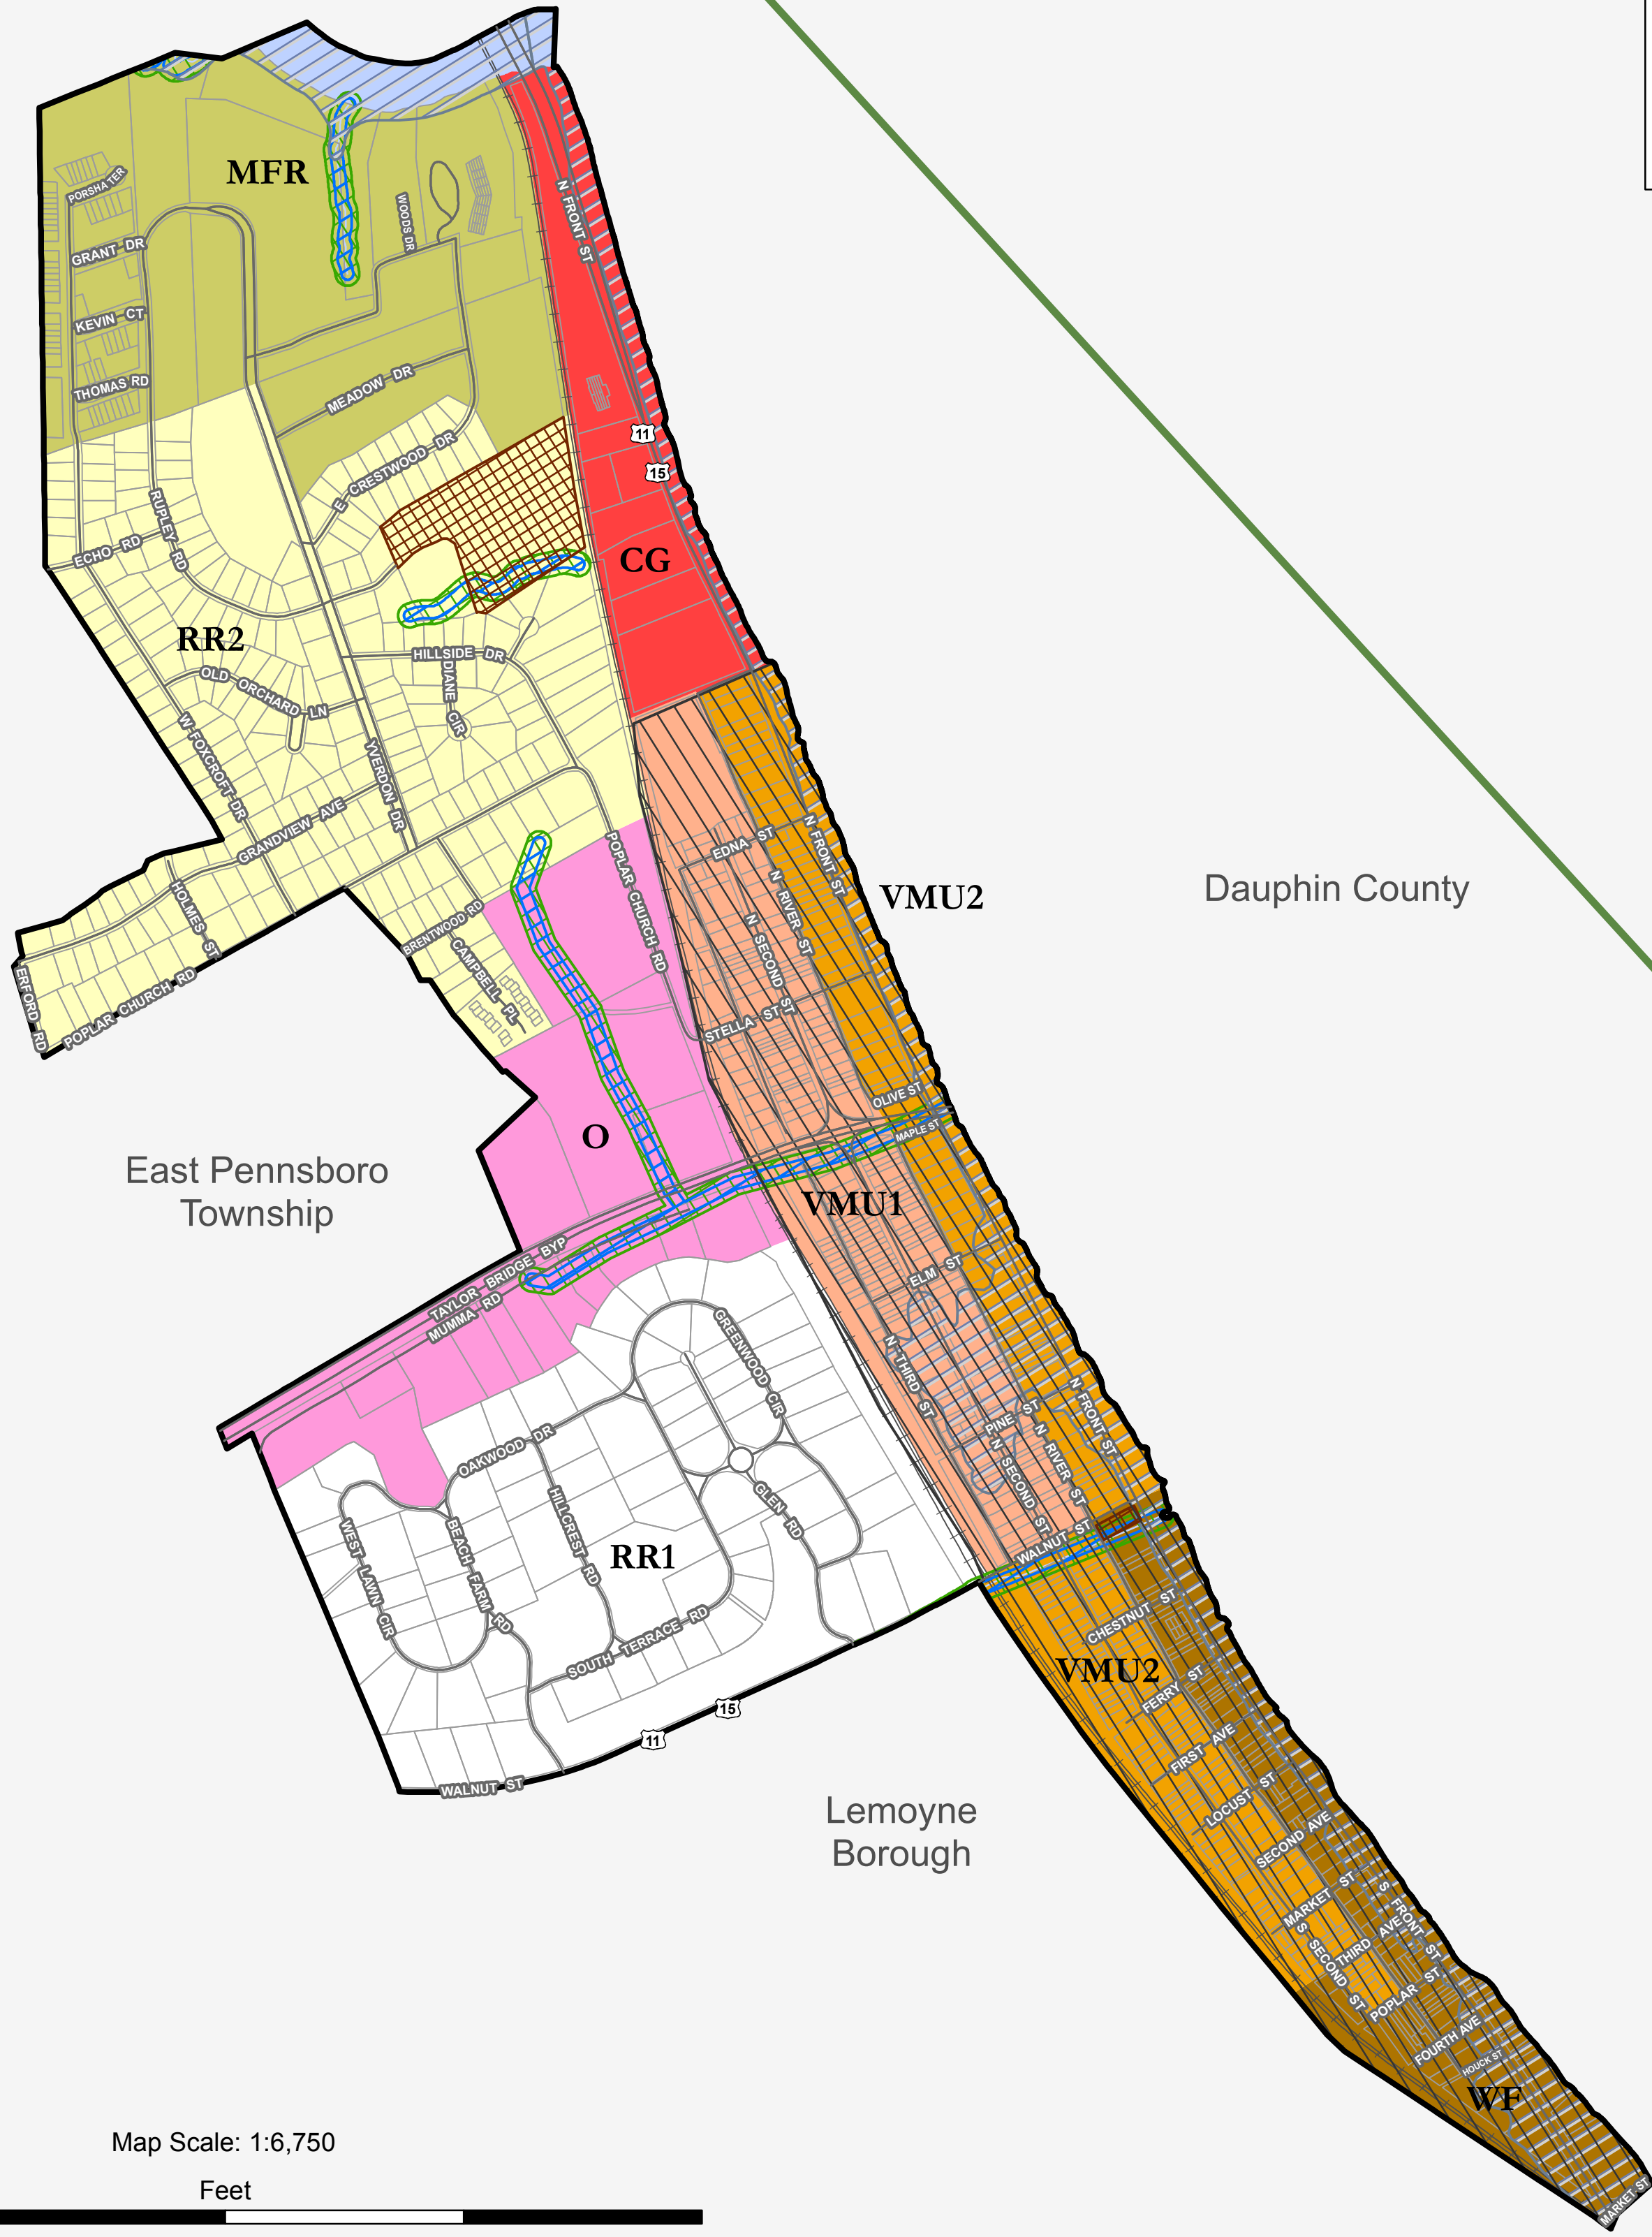 MFR
PORSHA TER
GRANT DR
WOODS DR
N FRONT ST
KEVIN CT
THOMAS RD
MEADOW DR
11
15
E CRESTWOOD DR
RUPLEY RD
ECHO RD
CG
RR2
HILLSIDE DR
DIANE CIR
OLD ORCHARD LN
W FOXCROFT DR
YVERDON DR
GRANDVIEW AVE
HOLMES ST
ERFORD RD
POPLAR CHURCH RD
BRENTWOOD RD
CAMPBELL PL
POPLAR CHURCH RD
EDNA ST
N FRONT ST
N RIVER ST
N SECOND ST
STELLA ST
VMU2
Dauphin County
OLIVE ST
MAPLE ST
O
East Pennsboro
Township
VMU1
TAYLOR BRIDGE BYP
MUMMA RD
ELM ST
GREENWOOD CIR
N THIRD ST
N FRONT ST
PINE ST
N RIVER ST
N SECOND ST
OAKWOOD DR
GLEN RD
HILLCREST RD
WEST LAWN CIR
BEACH FARM RD
RR1
WALNUT ST
SOUTH TERRACE RD
CHESTNUT ST
VMU2
FERRY ST
15
11
WALNUT ST
FIRST AVE
LOCUST ST
Lemoyne
Borough
SECOND AVE
MARKET ST
S FRONT ST
THIRD AVE
S SECOND ST
POPLAR ST
FOURTH AVE
HOUCK ST
WF
MARKET ST
Map Scale: 1:6,750
Feet